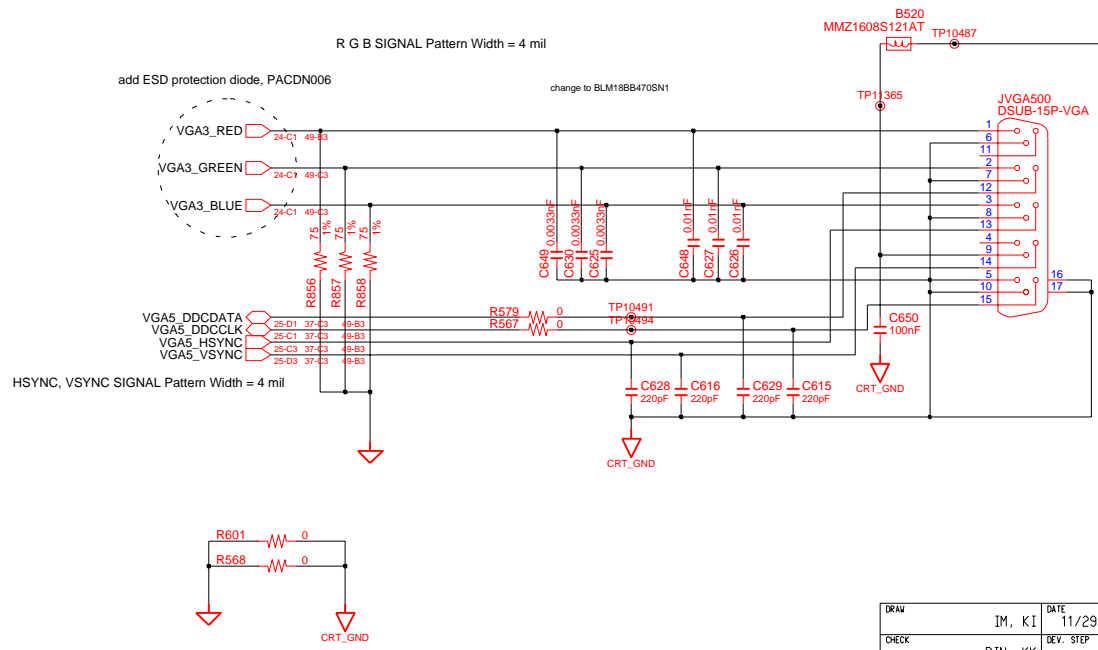 B520
MMZ1608S121AT
TP10487
R G B SIGNAL Pattern Width = 4 mil
add ESD protection diode, PACDN006
change to BLM18BB470SN1
TP11365
JVGA500
DSUB-15P-VGA
VGA3_RED
24-C1 49-B3
VGA3_GREEN
24-C1 49-C3
VGA3_BLUE
24-C1 49-C3
1
6
11
2
7
12
3
8
13
4
9
14
5
10
15
16
17
75 1%
75 1%
75 1%
R856
R857
R858
C649 0.0033nF
C630 0.0033nF
C625 0.0033nF
C648 0.01nF
C627 0.01nF
C626 0.01nF
R579 0
R567 0
TP10491
VGA5_DDCDATA
25-D1 37-C3 49-B3
VGA5_DDCCLK
25-C1 37-C3 49-B3
VGA5_HSYNC
25-C3 37-C3 49-B3
VGA5_VSYNC
25-D3 37-C3 49-B3
HSYNC, VSYNC SIGNAL Pattern Width = 4 mil
C650
100nF
CRT_GND
C628
220pF
C616
220pF
C629
220pF
C615
220pF
CRT_GND
R601 0
R568 0
CRT_GND
DRAW
IM, KI
DATE
11/29
CHECK
DEV. STEP